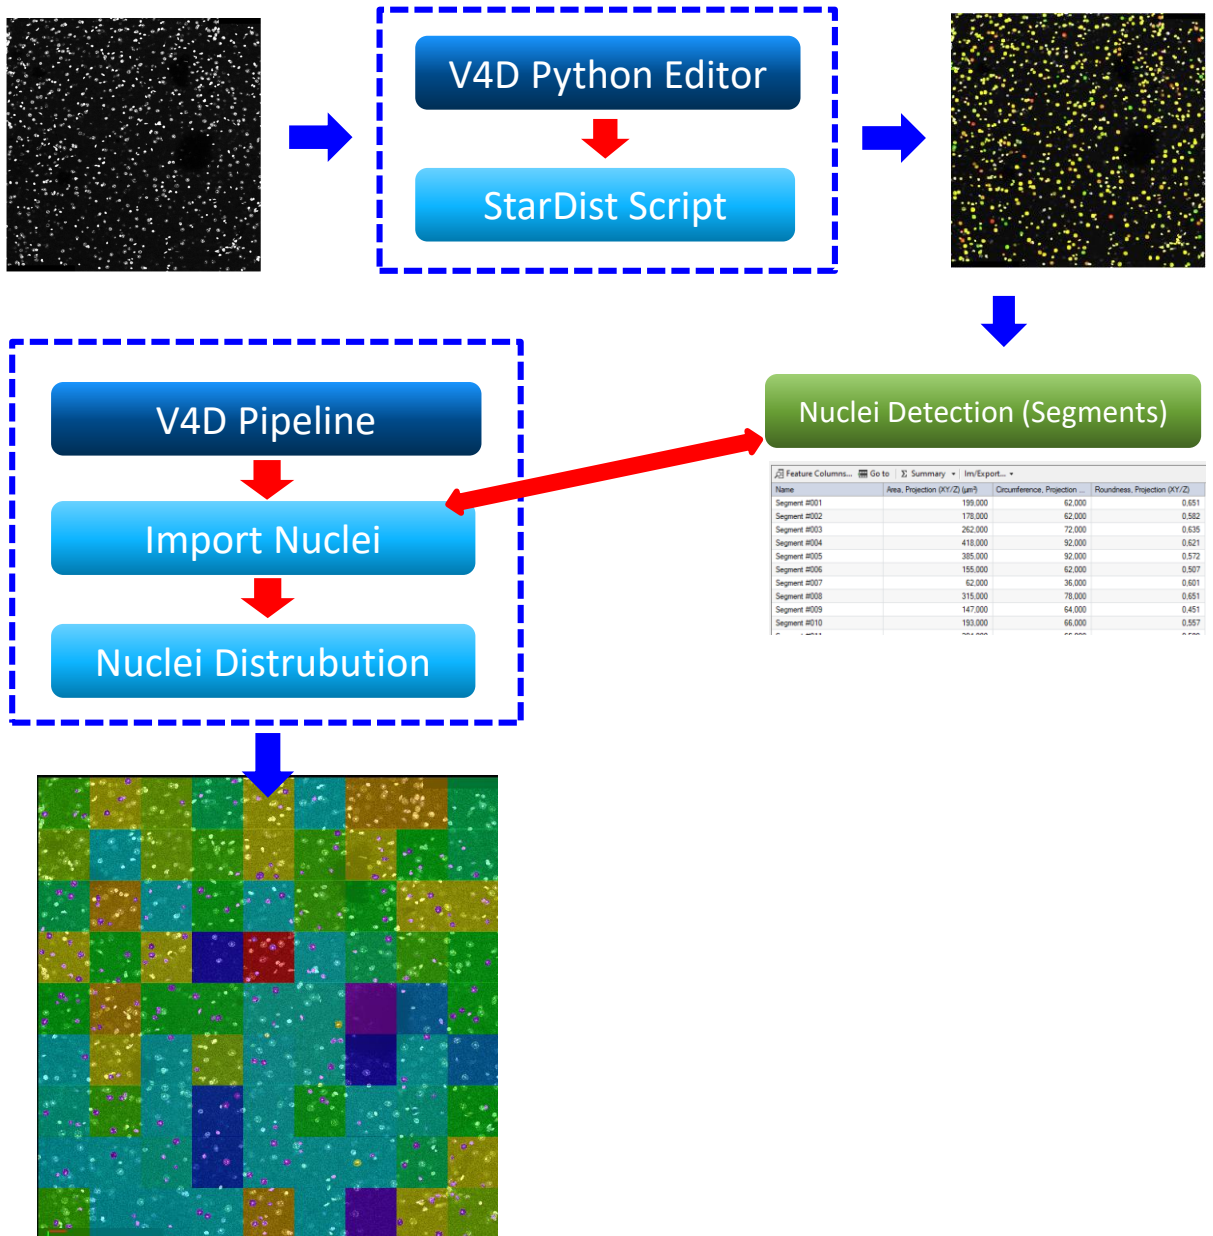 V4D Python Editor
StarDist Script
V4D Pipeline
Import Nuclei
Nuclei Distrubution
Nuclei Detection (Segments)
Feature Columns... Go to Σ Summary Im/Export...
Name Area, Projection (XY/Z) (µm²) Circumference, Projection ... Roundness, Projection (XY/Z)
Segment #001 199,000 62,000 0,651
Segment #002 178,000 62,000 0,582
Segment #003 262,000 72,000 0,635
Segment #004 418,000 92,000 0,621
Segment #005 385,000 92,000 0,572
Segment #006 155,000 62,000 0,507
Segment #007 62,000 36,000 0,601
Segment #008 315,000 78,000 0,651
Segment #009 147,000 64,000 0,451
Segment #010 193,000 66,000 0,557